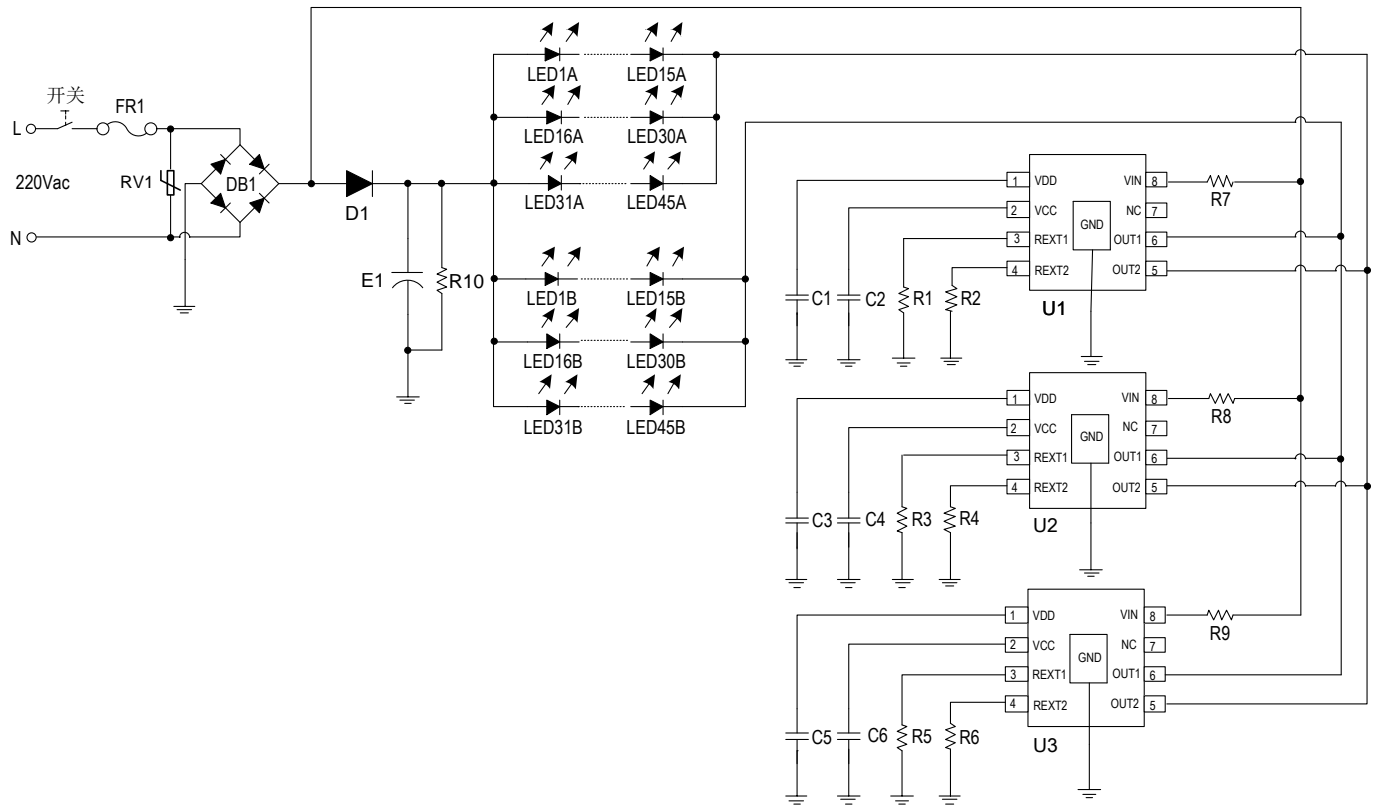 LED1A LED15A
LED16A LED30A
LED31A LED45A
开关
FR1
L
220Vac
RV1
DB1
N
D1
E1
R10
LED1B LED15B
LED16B LED30B
LED31B LED45B
1 VDD VIN 8
2 VCC NC 7
3 REXT1 OUT1 6
4 REXT2 OUT2 5
GND
R7
C1 C2 R1 R2
U1
1 VDD VIN 8
2 VCC NC 7
3 REXT1 OUT1 6
4 REXT2 OUT2 5
GND
R8
C3 C4 R3 R4
U2
1 VDD VIN 8
2 VCC NC 7
3 REXT1 OUT1 6
4 REXT2 OUT2 5
GND
R9
C5 C6 R5 R6
U3